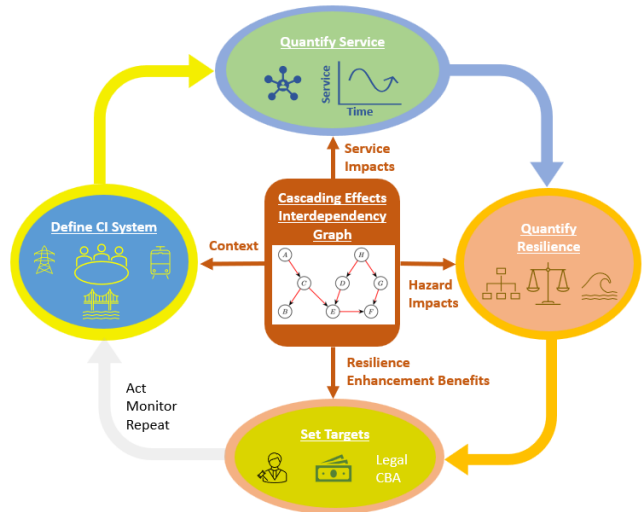 Quantify Service
Service
Time
Service
Impacts
Cascading Effects
Interdependency
Graph
A
H
C
D
G
B
E
F
Define CI System
Context
Quantify
Resilience
Hazard
Impacts
Resilience
Enhancement Benefits
Act
Monitor
Repeat
Set Targets
Legal
CBA